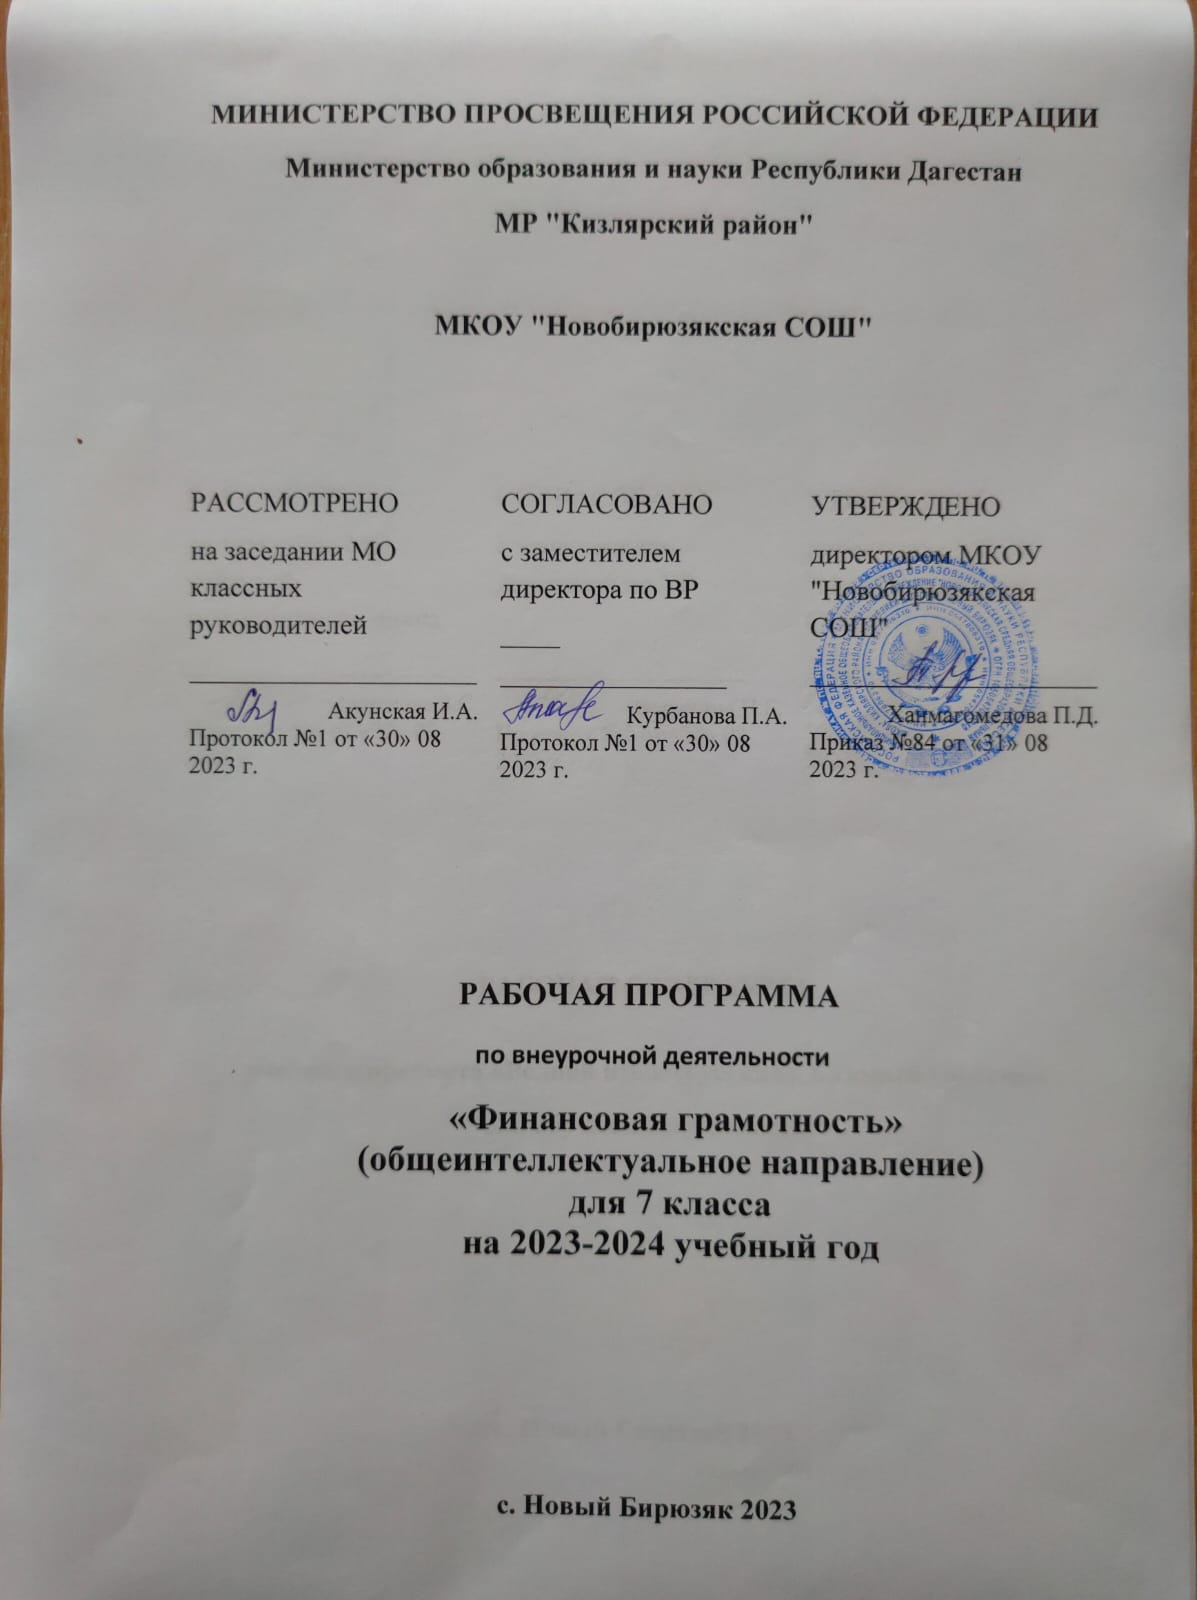 МИНИСТЕРСТВО ПРОСВЕЩЕНИЯ РОССИЙСКОЙ ФЕДЕРАЦИИ
Министерство образования и науки Республики Дагестан
МР "Кизлярский район"
МКОУ "Новобирюзякская СОШ"
РАССМОТРЕНО
на заседании МО
классных
руководителей
Акунская И.А.
Протокол №1 от «30» 08
2023 г.
СОГЛАСОВАНО
с заместителем
директора по ВР
Курбанова П.А.
Протокол №1 от «30» 08
2023 г.
УТВЕРЖДЕНО
директором МКОУ
"Новобирюзякская
СОШ"
Ханмагомедова П.Д.
Приказ №84 от «31» 08
2023 г.
РАБОЧАЯ ПРОГРАММА
по внеурочной деятельности
«Финансовая грамотность»
(общеинтеллектуальное направление)
для 7 класса
на 2023-2024 учебный год
с. Новый Бирюзяк 2023